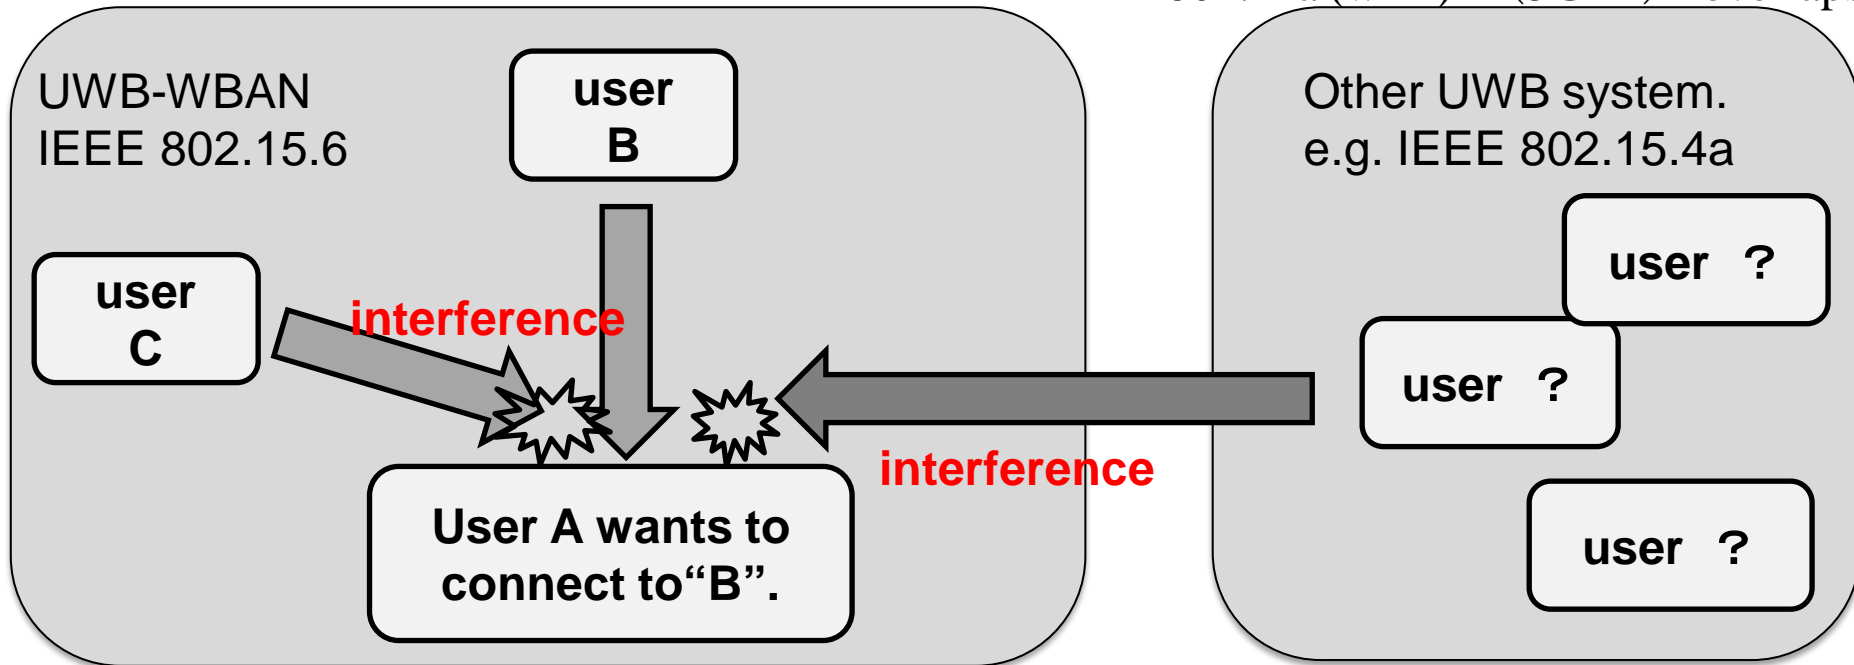 UWB-WBAN
IEEE 802.15.6
user
B
user
C
interference
User A wants to
connect to“B”.
interference
Other UWB system.
e.g. IEEE 802.15.4a
user ?
user ?
user ?